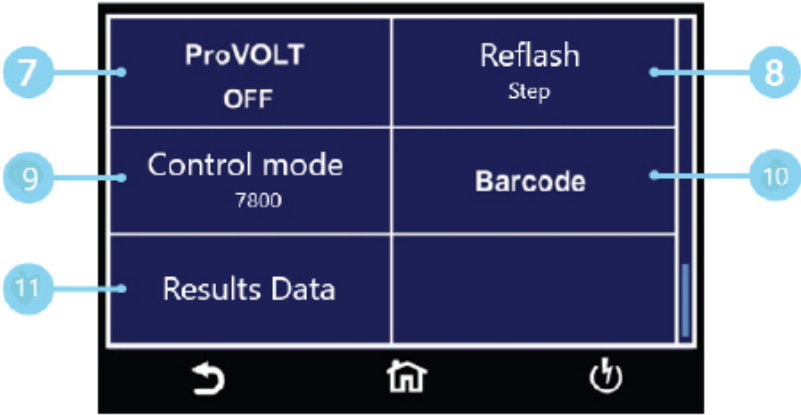 7
ProVOLT
OFF
Reflash
Step
8
9
Control mode
7800
Barcode
10
11
Results Data